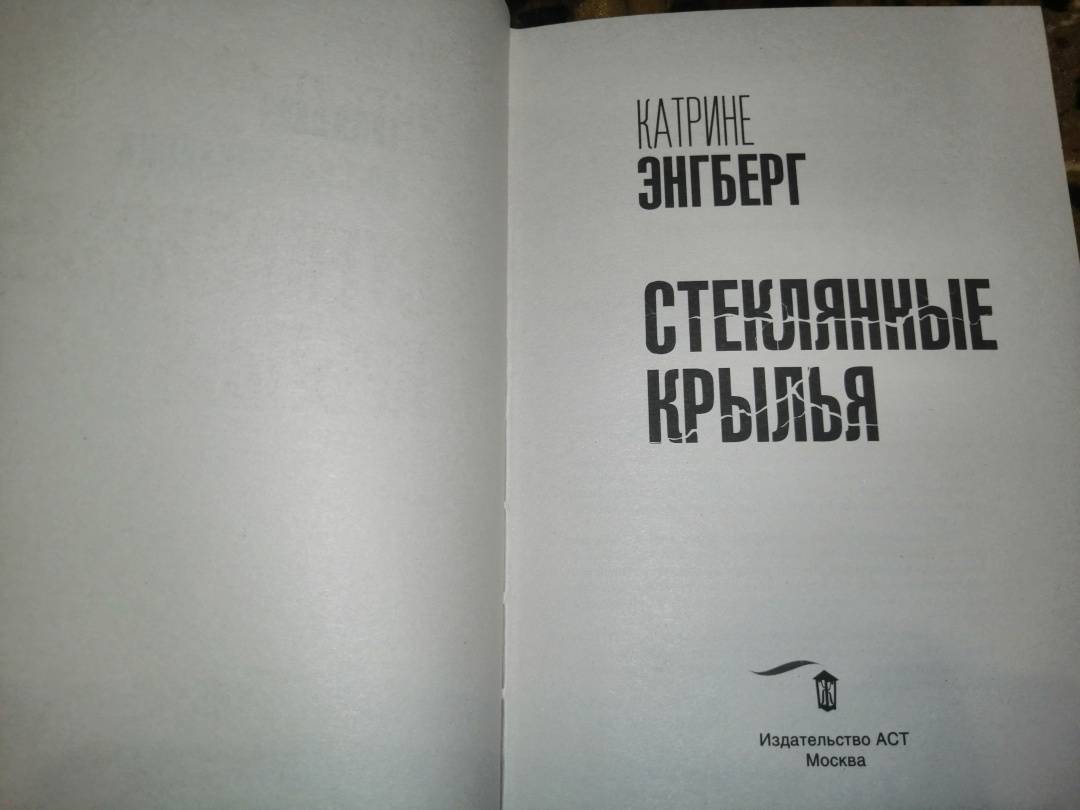 КАТРИНЕ
ЭНГБЕРГ
СТЕКЛЯННЫЕ
КРЫЛЬЯ
Издательство АСТ
Москва